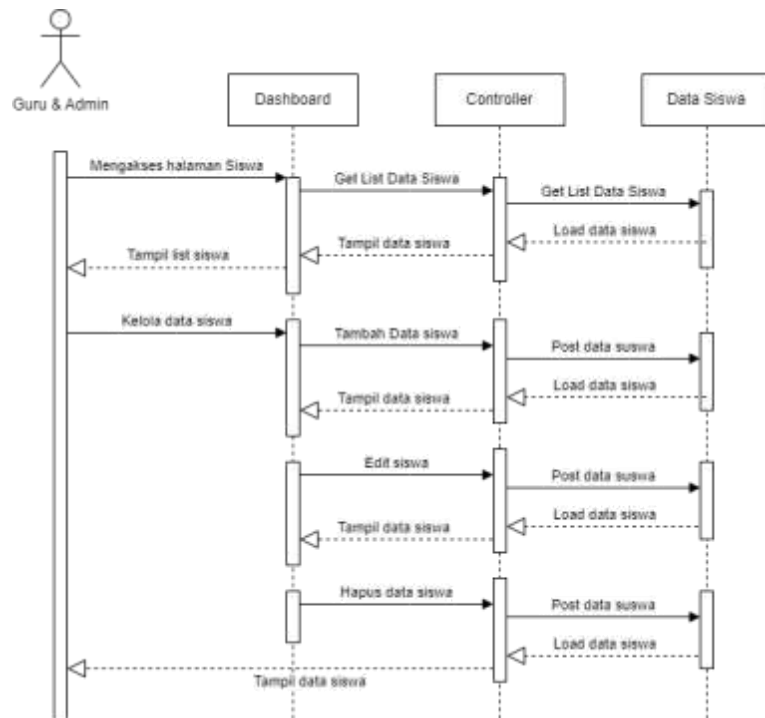 Guru & Admin
Dashboard
Controller
Data Siswa
Mengakses halaman Siswa
Get List Data Siswa
Get List Data Siswa
Load data siswa
Tampil data siswa
Tampil list siswa
Kelola data siswa
Tambah Data siswa
Post data suswa
Load data siswa
Tampil data siswa
Edit siswa
Post data suswa
Load data siswa
Tampil data siswa
Hapus data siswa
Post data suswa
Load data siswa
Tampil data siswa